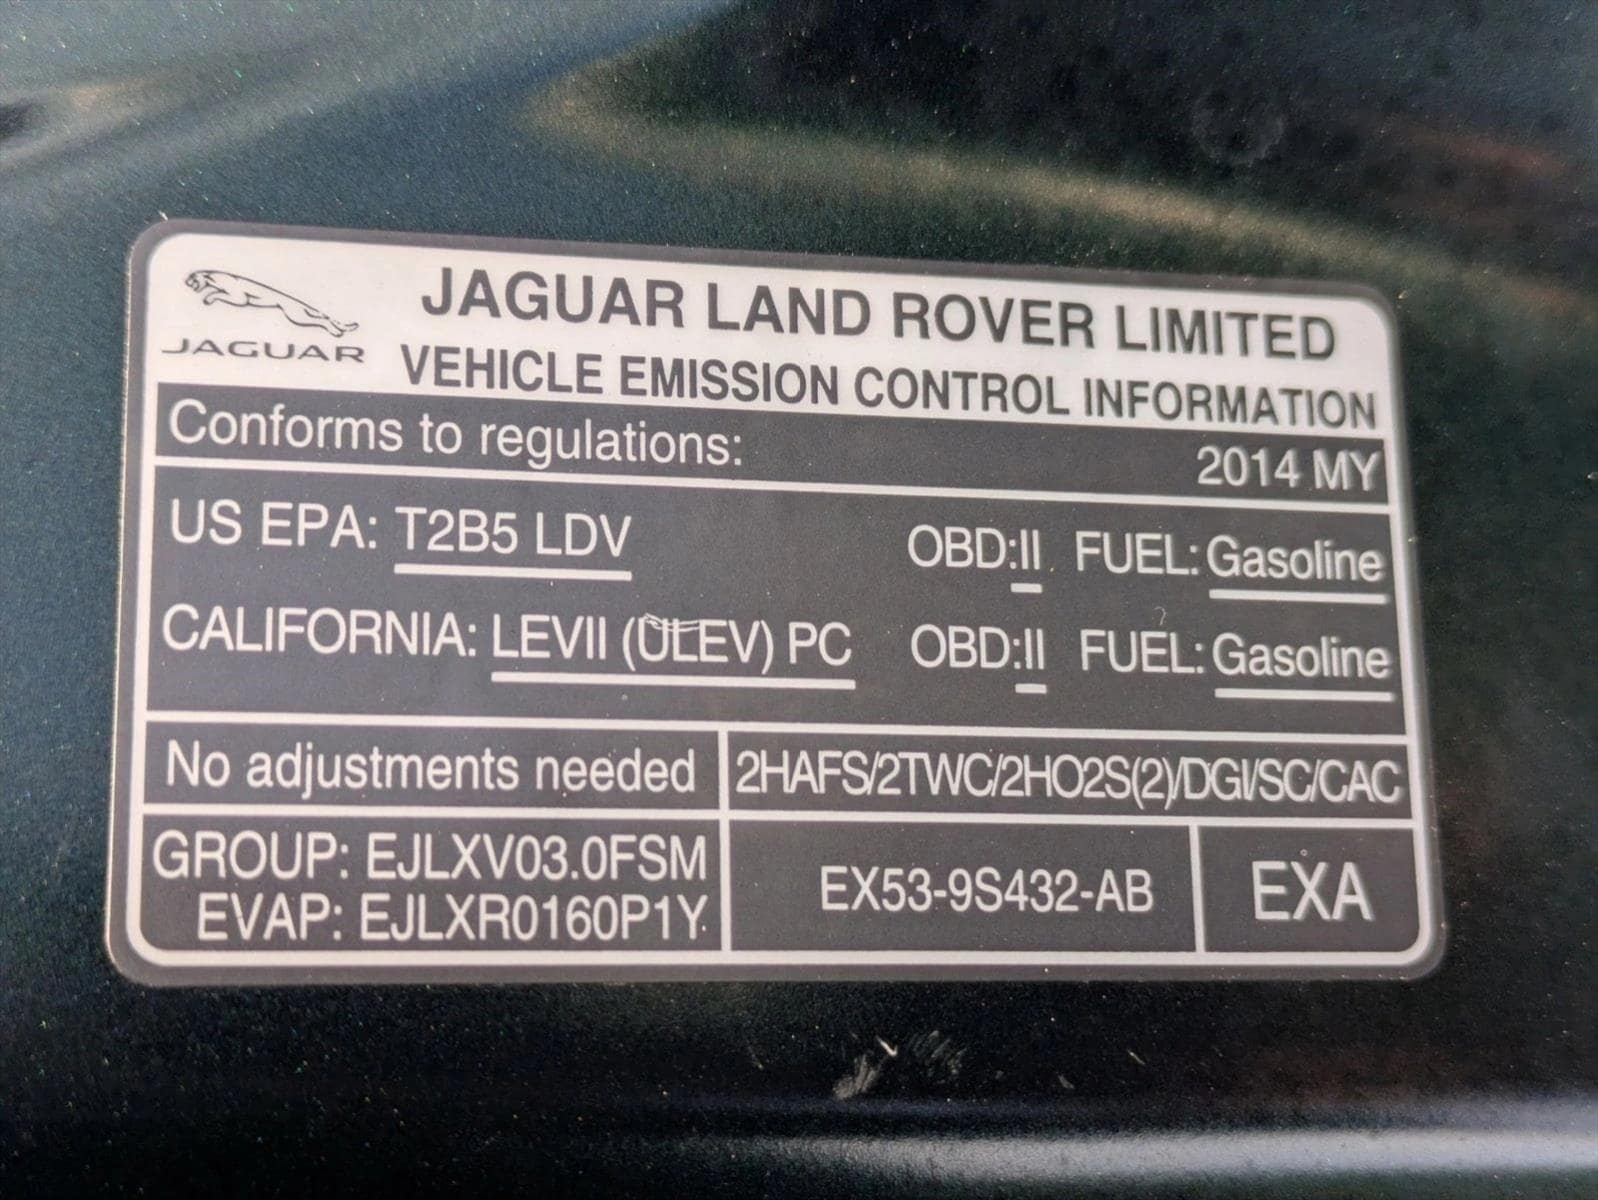 JAGUAR
JAGUAR LAND ROVER LIMITED
VEHICLE EMISSION CONTROL INFORMATION
Conforms to regulations: 2014 MY
US EPA: T2B5 LDV OBD:II FUEL: Gasoline
CALIFORNIA: LEVII (ULEV) PC OBD:II FUEL: Gasoline
No adjustments needed 2HAFS/2TWC/2HO2S(2)/DGI/SC/CAC
GROUP: EJLXV03.0FSM
EVAP: EJLXR0160P1Y
EX53-9S432-AB EXA